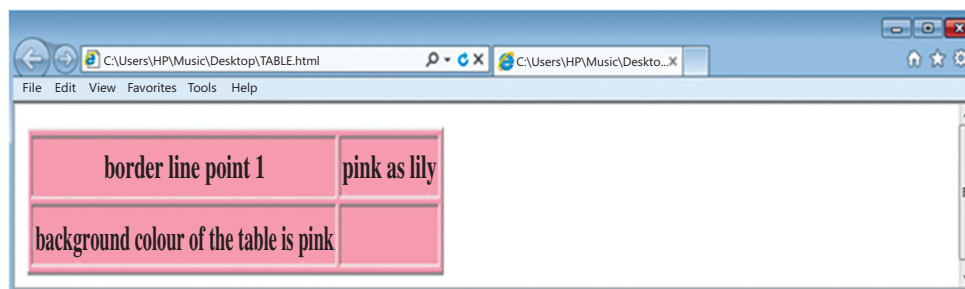 C:\Users\HP\Music\Desktop\TABLE.html
C:\Users\HP\Music\Deskto...X
File Edit View Favorites Tools Help
border line point 1 pink as lily
background colour of the table is pink